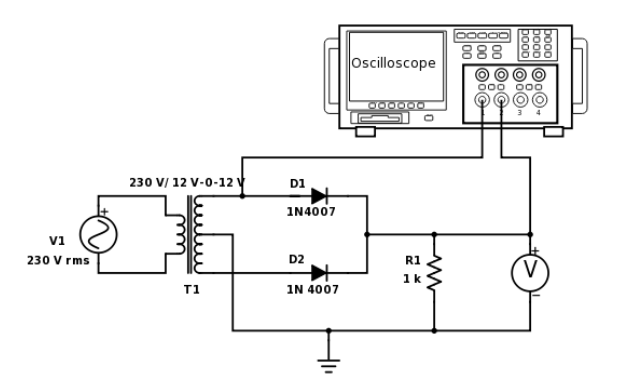 Oscilloscope
1 2 3 4
230 V/ 12 V-0-12 V
D1
1N4007
+
V1
230 V rms
D2
1N 4007
T1
R1
1 k
+
V
−